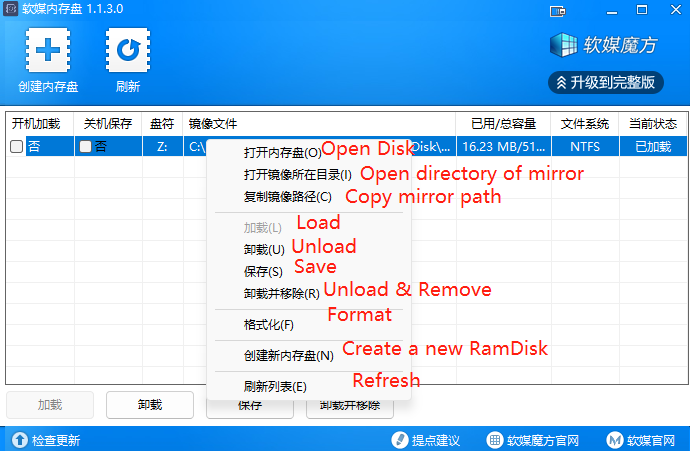 软媒内存盘 1.1.3.0
创建内存盘
刷新
软媒魔方
升级到完整版
开机加载 关机保存 盘符 镜像文件 已用/总容量 文件系统 当前状态
否 否 Z: C:\ Disk\... 16.23 MB/51... NTFS 已加载
打开内存盘(O) Open Disk
打开镜像所在目录(I) Open directory of mirror
复制镜像路径(C) Copy mirror path
加载(L) Load
卸载(U) Unload
保存(S) Save
卸载并移除(R) Unload & Remove
格式化(F) Format
创建新内存盘(N) Create a new RamDisk
刷新列表(E) Refresh
加载 卸载 保存 卸载并移除
检查更新 提点建议 软媒魔方官网 软媒官网